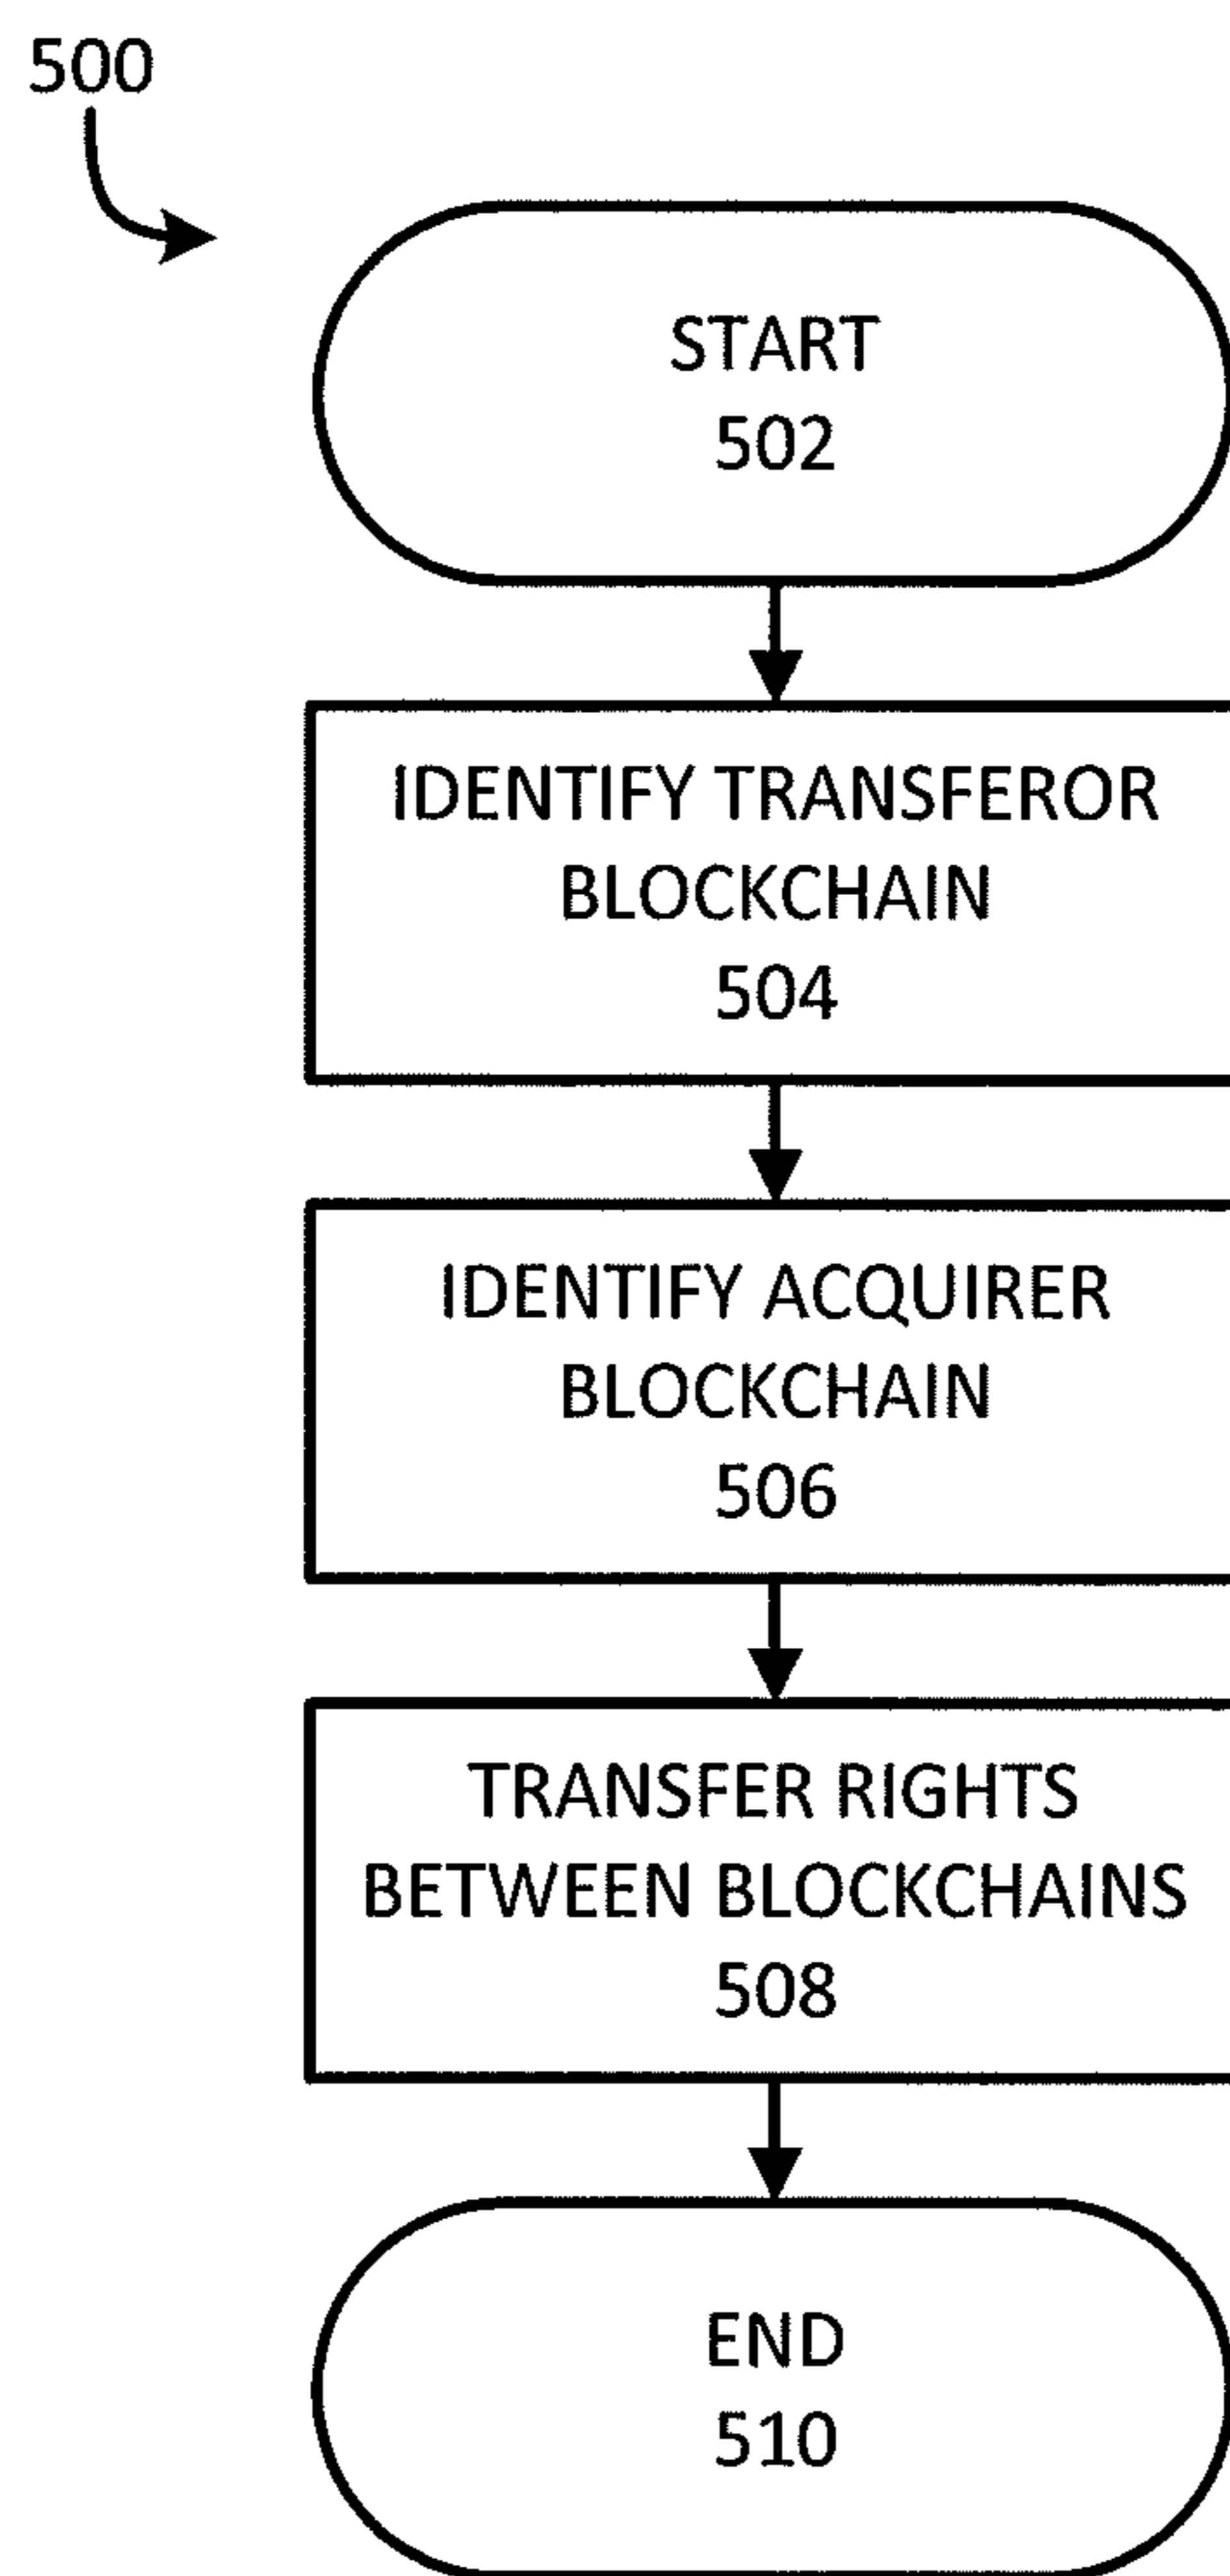 500
START
502
IDENTIFY TRANSFEROR
BLOCKCHAIN
504
IDENTIFY ACQUIRER
BLOCKCHAIN
506
TRANSFER RIGHTS
BETWEEN BLOCKCHAINS
508
END
510